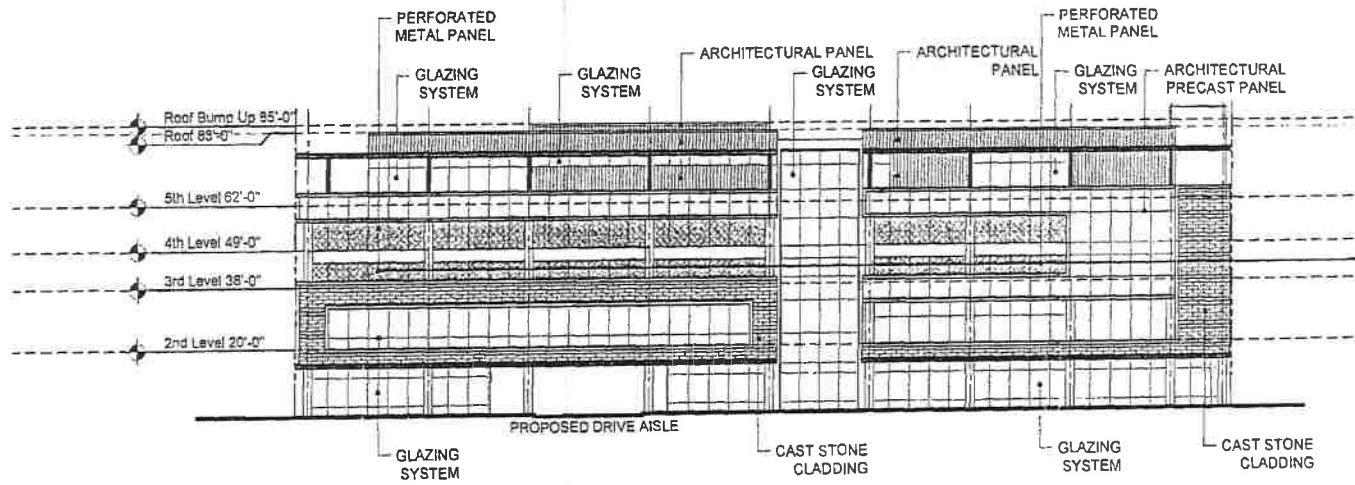 PERFORATED
METAL PANEL
PERFORATED
METAL PANEL
ARCHITECTURAL PANEL
ARCHITECTURAL
PANEL
GLAZING
SYSTEM
GLAZING
SYSTEM
GLAZING
SYSTEM
GLAZING
SYSTEM
ARCHITECTURAL
PRECAST PANEL
Roof Bump Up 85'-0"
Roof 83'-0"
5th Level 62'-0"
4th Level 49'-0"
3rd Level 38'-0"
2nd Level 20'-0"
PROPOSED DRIVE AISLE
GLAZING
SYSTEM
CAST STONE
CLADDING
GLAZING
SYSTEM
CAST STONE
CLADDING